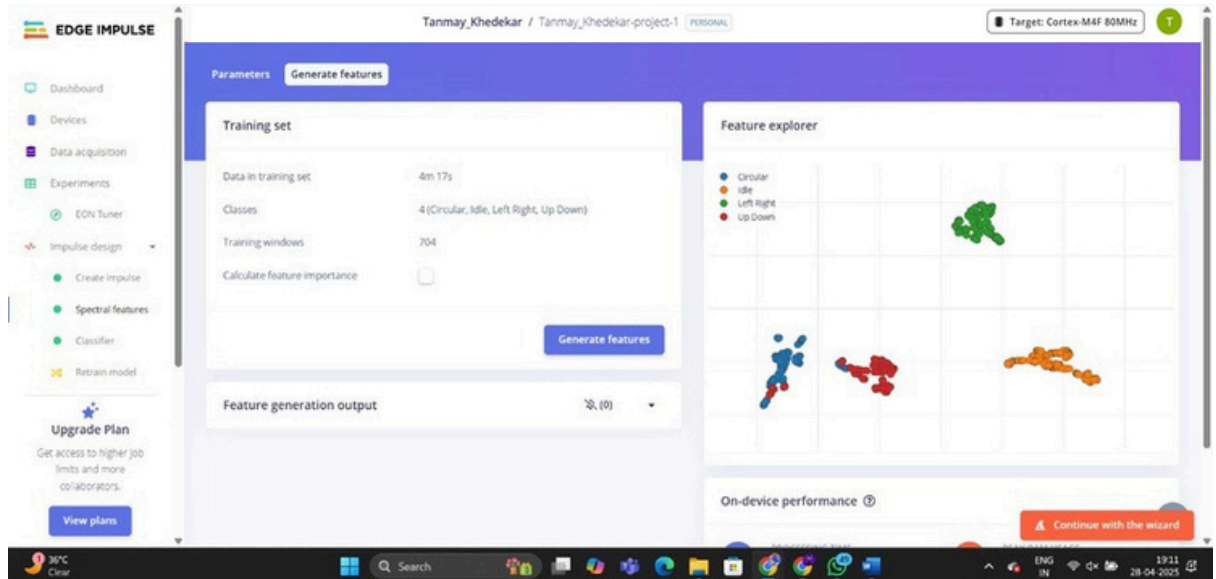 EDGE IMPULSE
Tanmay_Khedekar / Tanmay_Khedekar-project-1 PERSONAL
Target: Cortex-M4F 80MHz
T
Dashboard
Devices
Data acquisition
Experiments
EON Tuner
Impulse design
Create impulse
Spectral features
Classifier
Retrain model
Upgrade Plan
Get access to higher job
limits and more
collaborators.
View plans
Parameters Generate features
Training set
Data in training set 4m 17s
Classes 4 (Circular, Idle, Left Right, Up Down)
Training windows 704
Calculate feature importance
Generate features
Feature generation output (0)
Feature explorer
Circular
Idle
Left Right
Up Down
On-device performance
Continue with the wizard
1
36°C
Clear
Search
ENG
IN
19:11
28-04-2025